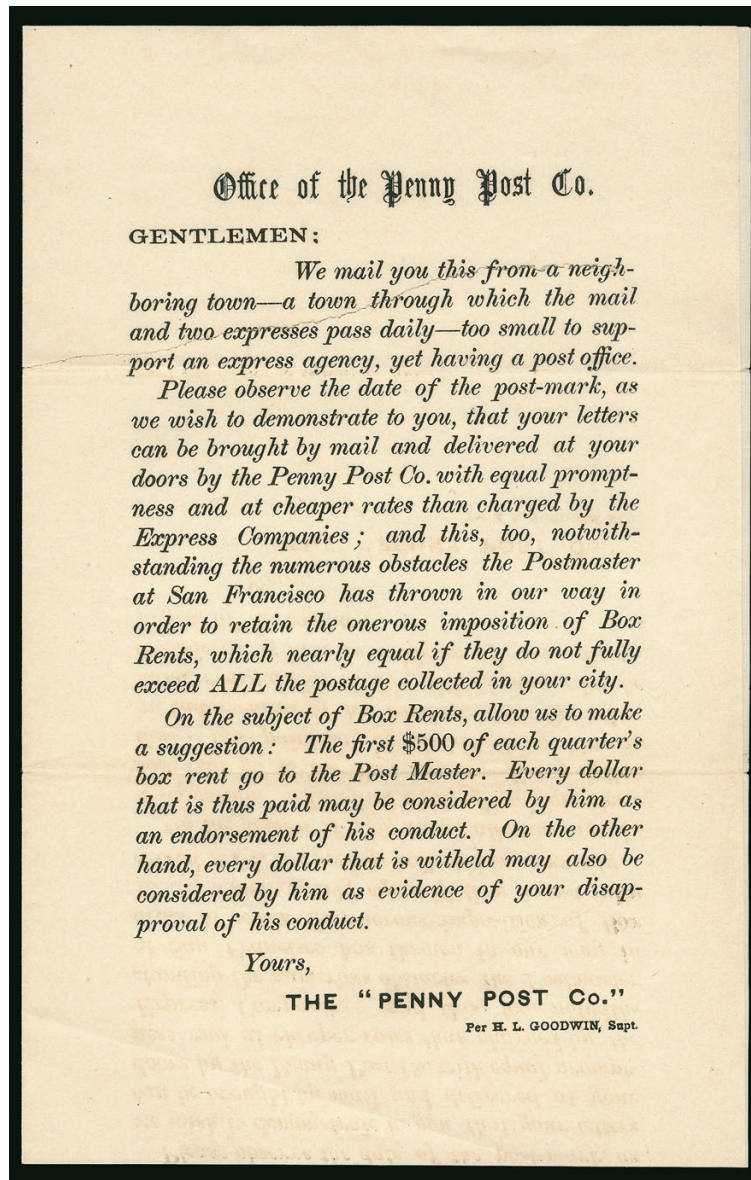 Office of the Penny Post Co.
GENTLEMEN:
We mail you this from a neigh-
boring town—a town through which the mail
and two expresses pass daily—too small to sup-
port an express agency, yet having a post office.
Please observe the date of the post-mark, as
we wish to demonstrate to you, that your letters
can be brought by mail and delivered at your
doors by the Penny Post Co. with equal prompt-
ness and at cheaper rates than charged by the
Express Companies; and this, too, notwith-
standing the numerous obstacles the Postmaster
at San Francisco has thrown in our way in
order to retain the onerous imposition of Box
Rents, which nearly equal if they do not fully
exceed ALL the postage collected in your city.
On the subject of Box Rents, allow us to make
a suggestion: The first $500 of each quarter's
box rent go to the Post Master. Every dollar
that is thus paid may be considered by him as
an endorsement of his conduct. On the other
hand, every dollar that is witheld may also be
considered by him as evidence of your disap-
proval of his conduct.
Yours,
THE "PENNY POST Co."
Per H. L. GOODWIN, Supt.